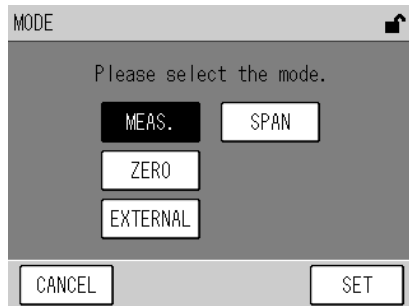 MODE
Please select the mode.
MEAS. SPAN
ZERO
EXTERNAL
CANCEL SET